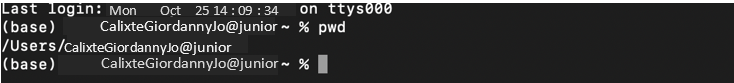 Last login: Mon Oct 25 14:09:34 on ttys000
(base) CalixteGiordannyJo@junior ~ % pwd
/Users/CalixteGiordannyJo@junior
(base) CalixteGiordannyJo@junior ~ %